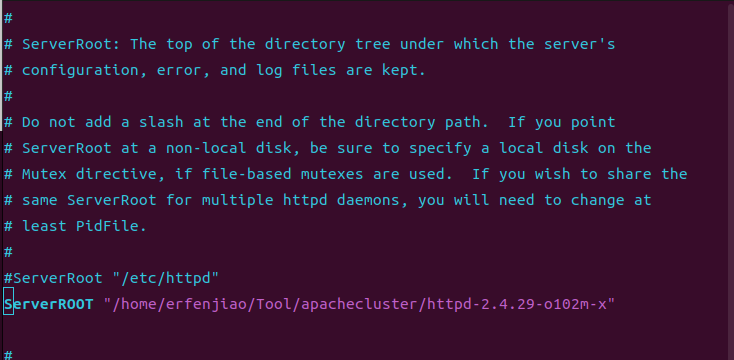 #
# ServerRoot: The top of the directory tree under which the server's
# configuration, error, and log files are kept.
#
# Do not add a slash at the end of the directory path.  If you point
# ServerRoot at a non-local disk, be sure to specify a local disk on the
# Mutex directive, if file-based mutexes are used.  If you wish to share the
# same ServerRoot for multiple httpd daemons, you will need to change at
# least PidFile.
#
#ServerRoot "/etc/httpd"
ServerROOT "/home/erfenjiao/Tool/apachecluster/httpd-2.4.29-o102m-x"
#